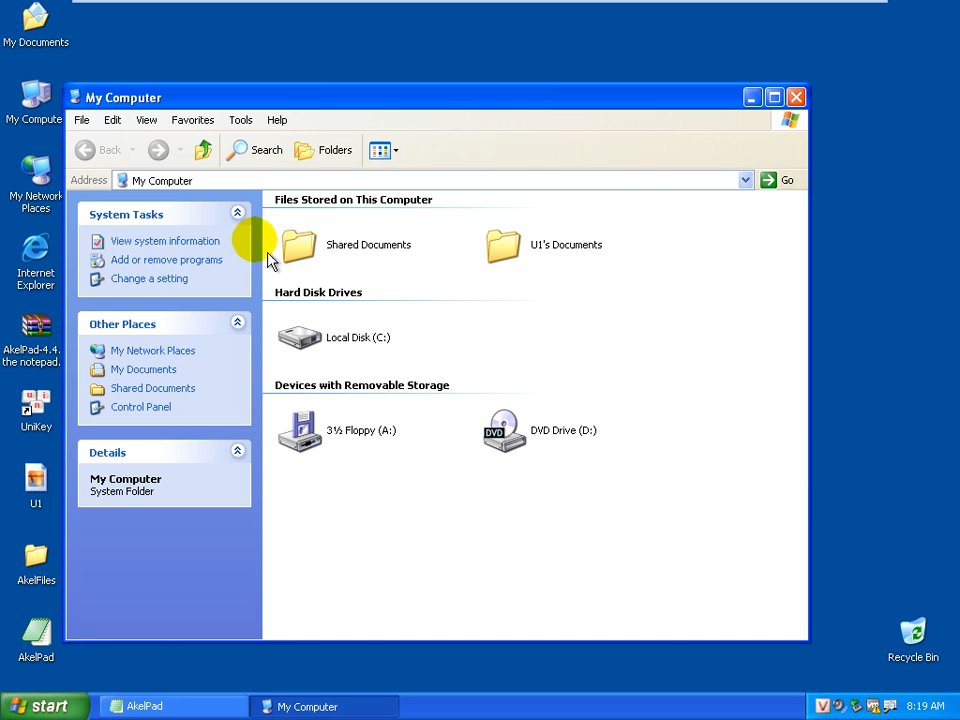 My Documents
My Compute
My Network
Places
Internet
Explorer
AkelPad-4.4.
the notepad.
UniKey
U1
AkelFiles
AkelPad
My Computer
File Edit View Favorites Tools Help
Back Search Folders
Address My Computer Go
System Tasks
View system information
Add or remove programs
Change a setting
Other Places
My Network Places
My Documents
Shared Documents
Control Panel
Details
My Computer
System Folder
Files Stored on This Computer
Shared Documents U1's Documents
Hard Disk Drives
Local Disk (C:)
Devices with Removable Storage
3½ Floppy (A:) DVD Drive (D:)
DVD
Recycle Bin
start AkelPad My Computer V 8:19 AM